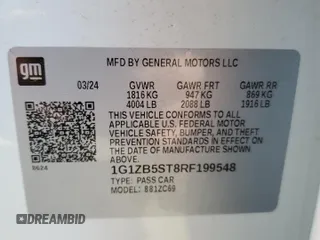 gm
MFD BY GENERAL MOTORS LLC
03/24 GVWR GAWR FRT GAWR RR
1816 KG 947 KG 869 KG
4004 LB 2088 LB 1916 LB
THIS VEHICLE CONFORMS TO ALL
APPLICABLE U.S. FEDERAL MOTOR
VEHICLE SAFETY, BUMPER, AND THEFT
PREVENTION STANDARDS IN EFFECT ON
THE DATE OF MANUFACTURE SHOWN ABOVE.
1G1ZB5ST8RF199548
TYPE: PASS CAR
MODEL:
DREAMBID